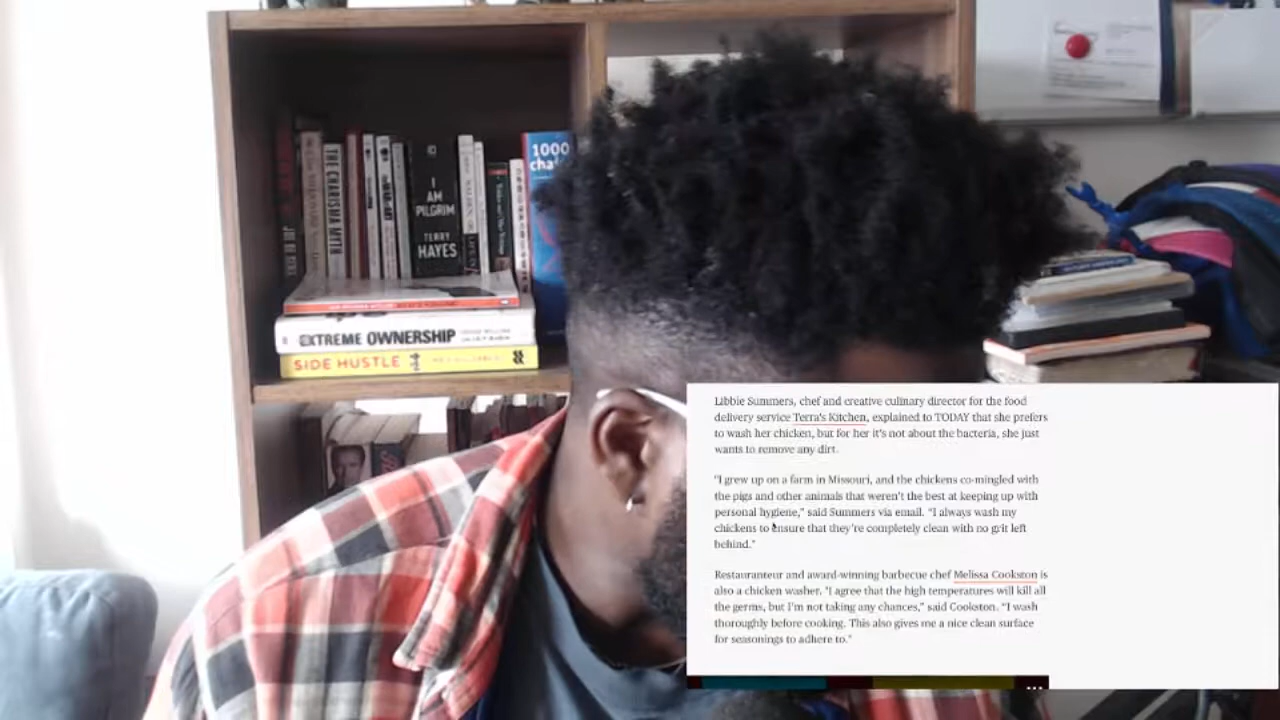 THE CHARISMA MYTH
I AM
PILGRIM
TERRY
HAYES
1000
EXTREME OWNERSHIP
SIDE HUSTLE
Libbie Summers, chef and creative culinary director for the food
delivery service Terra's Kitchen, explained to TODAY that she prefers
to wash her chicken, but for her it's not about the bacteria, she just
wants to remove any dirt.
"I grew up on a farm in Missouri, and the chickens co-mingled with
the pigs and other animals that weren't the best at keeping up with
personal hygiene," said Summers via email. "I always wash my
chickens to ensure that they're completely clean with no grit left
behind."
Restauranteur and award-winning barbecue chef Melissa Cookston is
also a chicken washer. "I agree that the high temperatures will kill all
the germs, but I'm not taking any chances," said Cookston. "I wash
thoroughly before cooking. This also gives me a nice clean surface
for seasonings to adhere to."